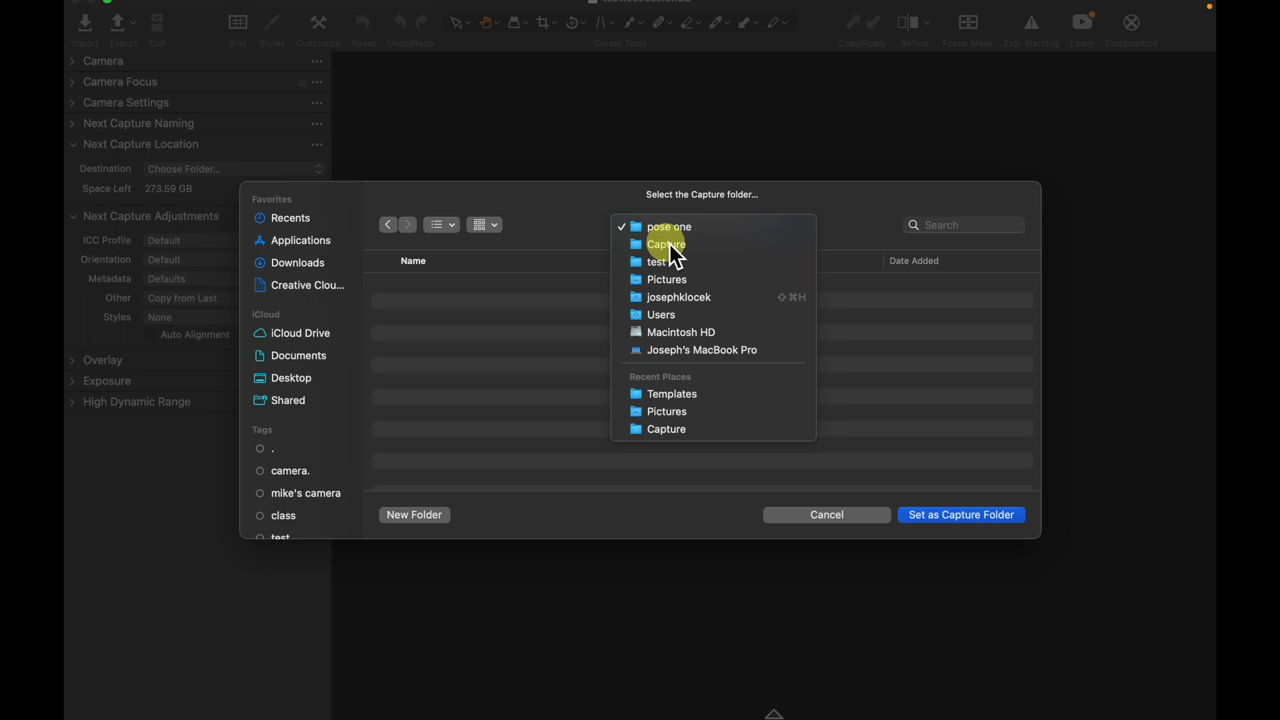 Import Export Cull Grid Styles Customize Reset Undo/Redo Cursor Tools Copy/Apply Before Focus Mask Exp. Warning Learn Composition
Camera
Camera Focus
Camera Settings
Next Capture Naming
Next Capture Location
Destination Choose Folder...
Space Left 273.59 GB
Next Capture Adjustments
ICC Profile Default
Orientation Default
Metadata Defaults
Other Copy from Last
Styles None
Auto Alignment
Overlay
Exposure
High Dynamic Range
Select the Capture folder...
Favorites
Recents
Applications
Downloads
Creative Clou...
iCloud
iCloud Drive
Documents
Desktop
Shared
Tags
.
camera.
mike's camera
class
test
Search
Name
Date Added
✓ pose one
Capture
test
Pictures
josephklocek ⇧⌘H
Users
Macintosh HD
Joseph's MacBook Pro
Recent Places
Templates
Pictures
Capture
New Folder
Cancel
Set as Capture Folder